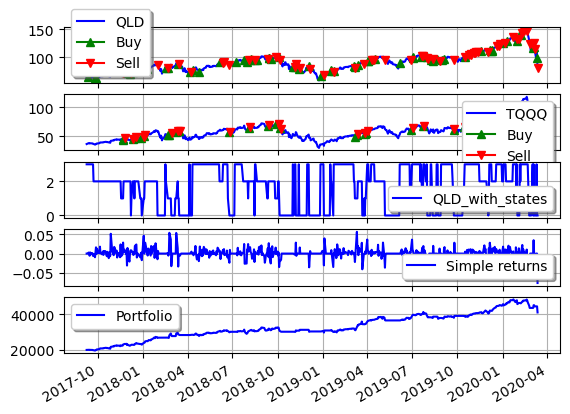 150
100
QLD
Buy
Sell
100
50
TQQQ
Buy
Sell
2
0
QLD_with_states
0.05
0.00
−0.05
Simple returns
40000
20000
Portfolio
2017-10
2018-01
2018-04
2018-07
2018-10
2019-01
2019-04
2019-07
2019-10
2020-01
2020-04